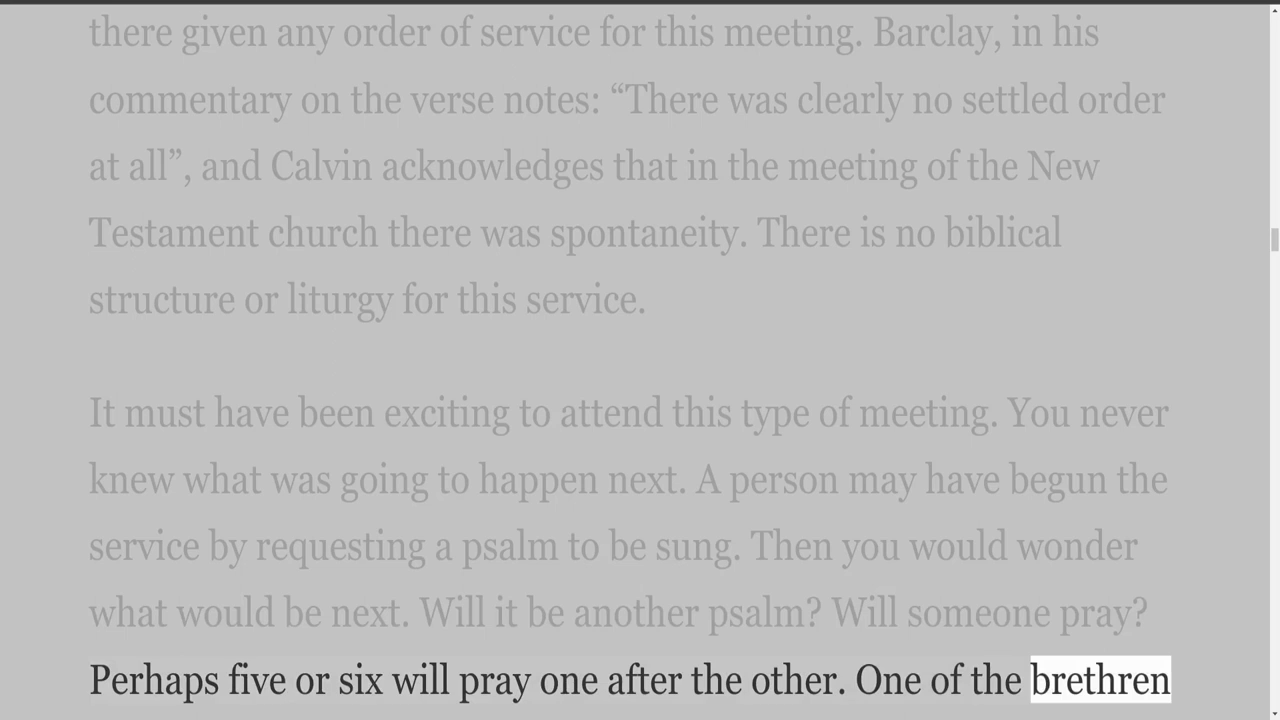 there given any order of service for this meeting. Barclay, in his
commentary on the verse notes: “There was clearly no settled order
at all”, and Calvin acknowledges that in the meeting of the New
Testament church there was spontaneity. There is no biblical
structure or liturgy for this service.
It must have been exciting to attend this type of meeting. You never
knew what was going to happen next. A person may have begun the
service by requesting a psalm to be sung. Then you would wonder
what would be next. Will it be another psalm? Will someone pray?
Perhaps five or six will pray one after the other. One of the brethren